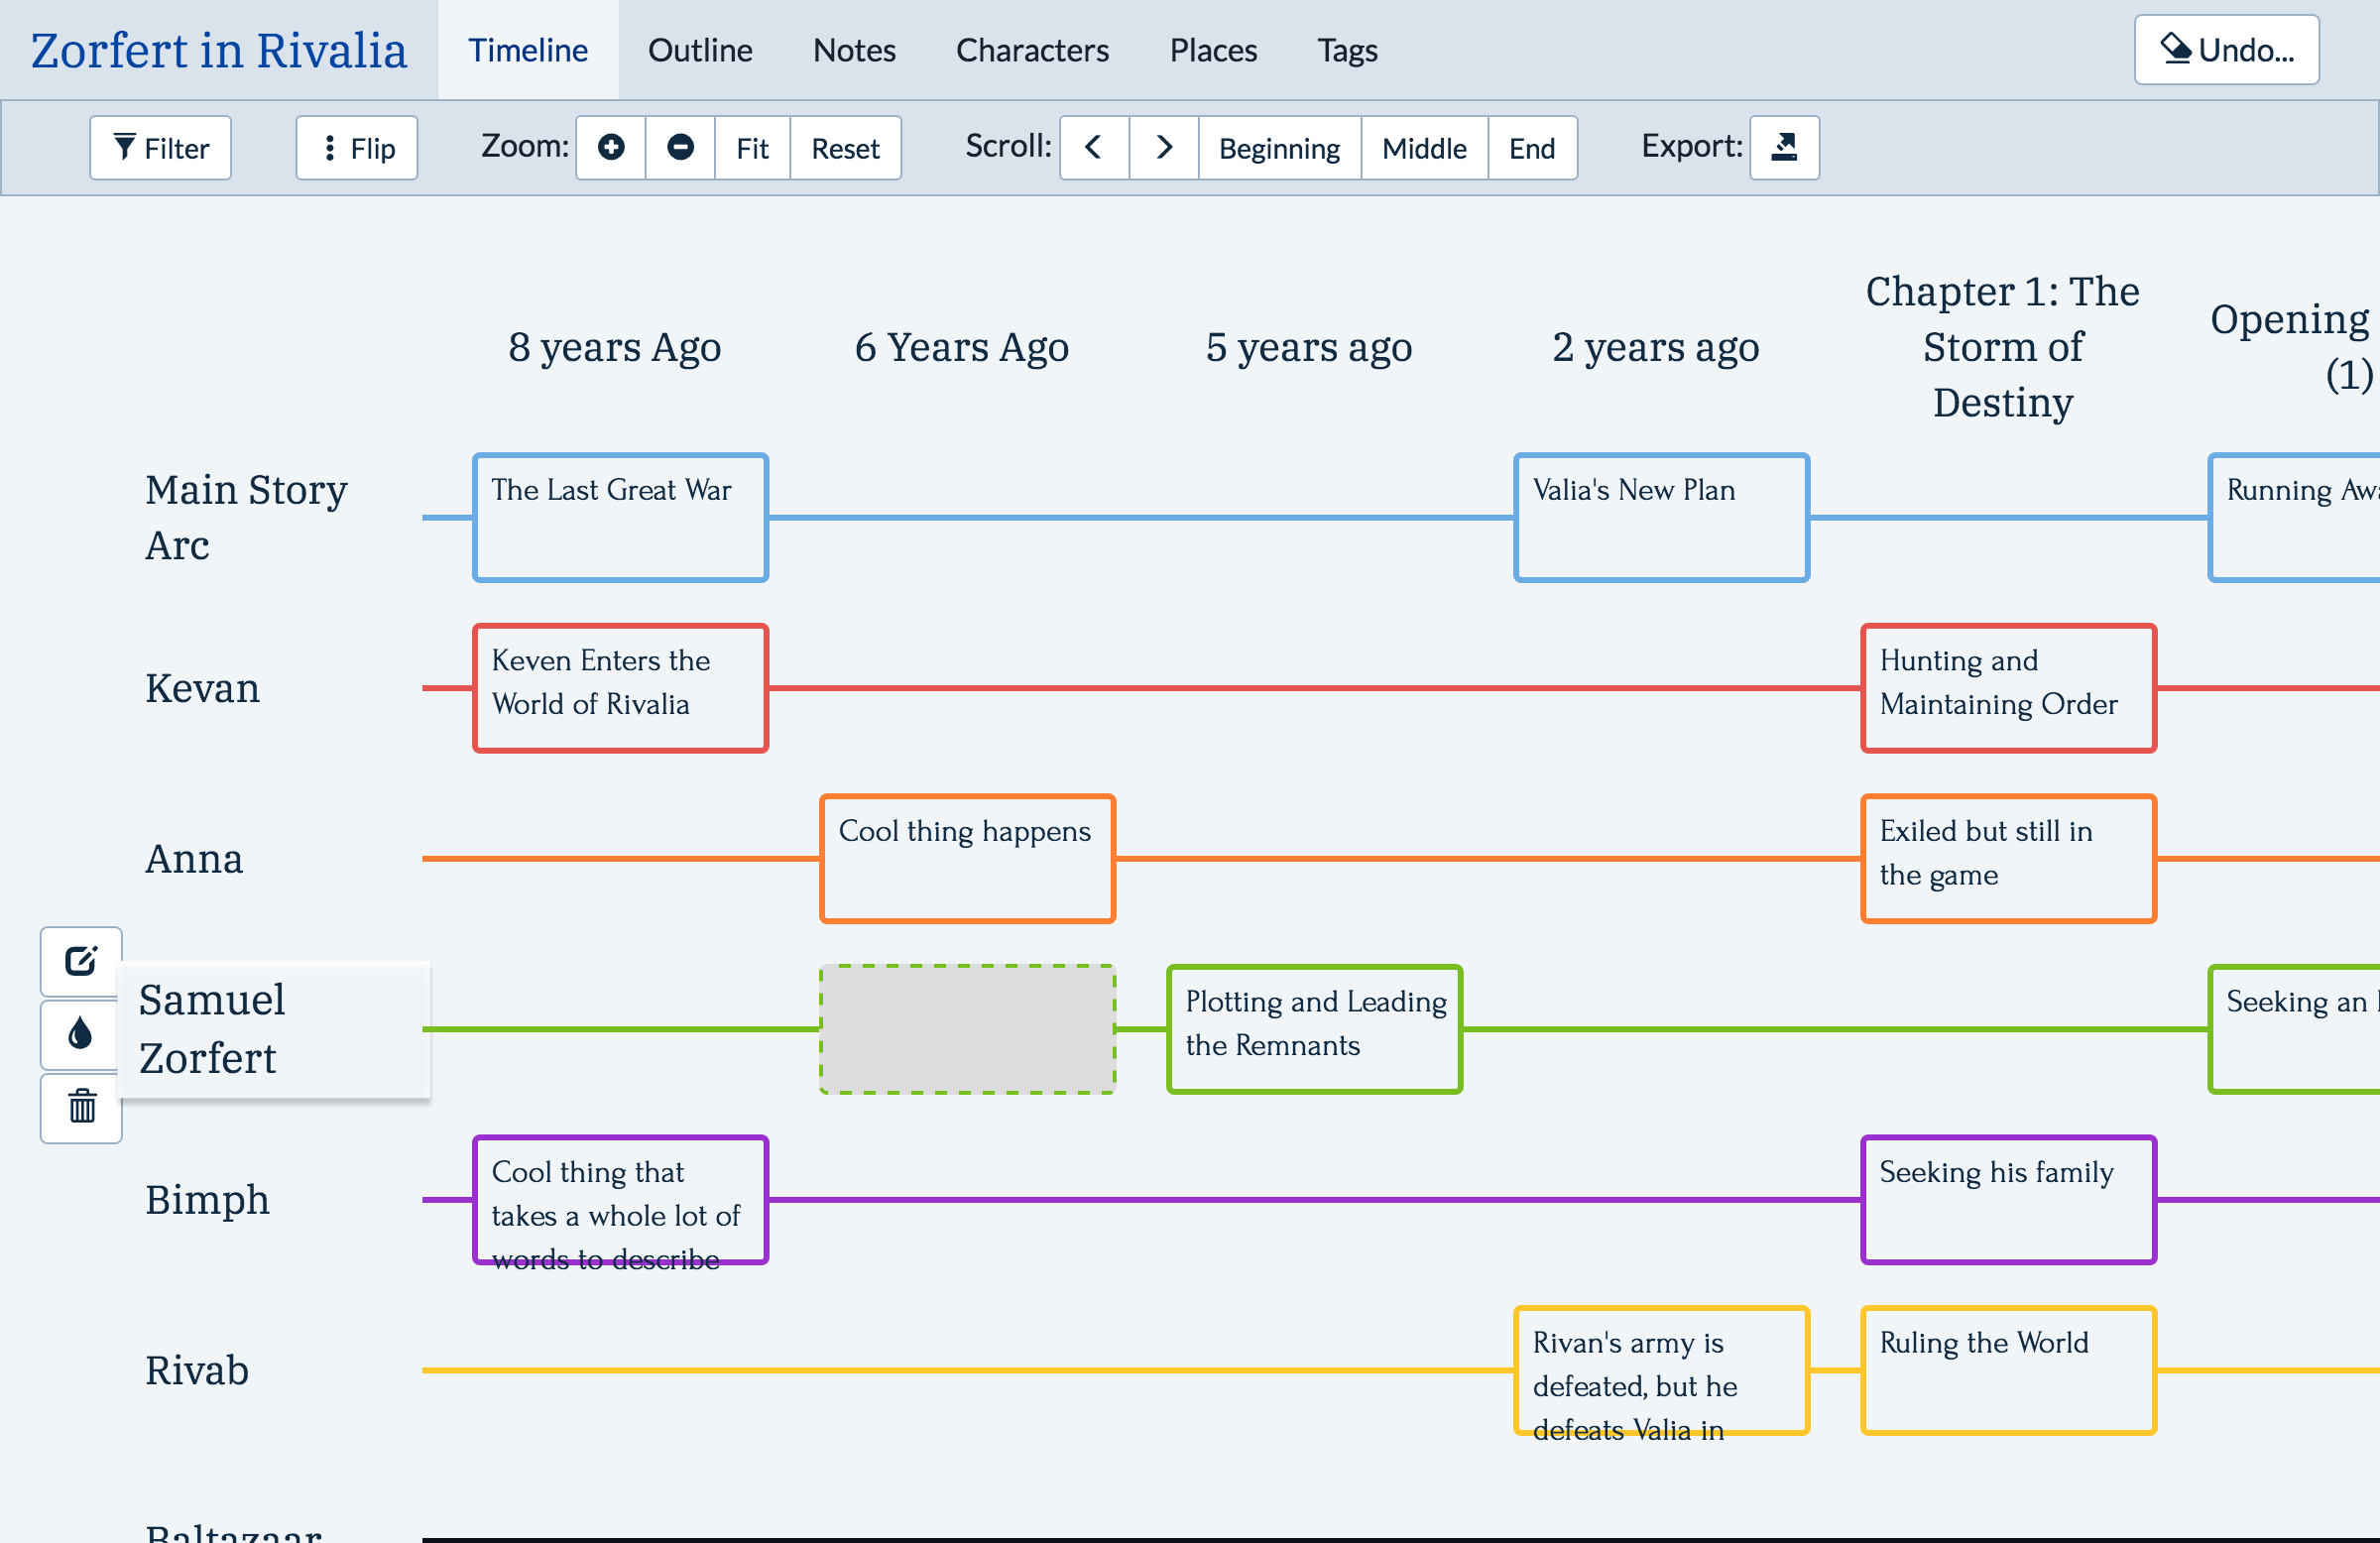 Zorfert in Rivalia Timeline Outline Notes Characters Places Tags Undo...
Filter Flip Zoom: Fit Reset Scroll: Beginning Middle End Export:
8 years Ago
6 Years Ago
5 years ago
2 years ago
Chapter 1: The
Storm of
Destiny
Opening
(1)
Main Story
Arc
The Last Great War
Valia's New Plan
Running
Kevan
Keven Enters the
World of Rivalia
Hunting and
Maintaining Order
Anna
Cool thing happens
Exiled but still in
the game
Samuel
Zorfert
Plotting and Leading
the Remnants
Seeking an
Bimph
Cool thing that
takes a whole lot of
words to describe
Seeking his family
Rivab
Rivan's army is
defeated, but he
defeats Valia in
Ruling the World
Baltazaar